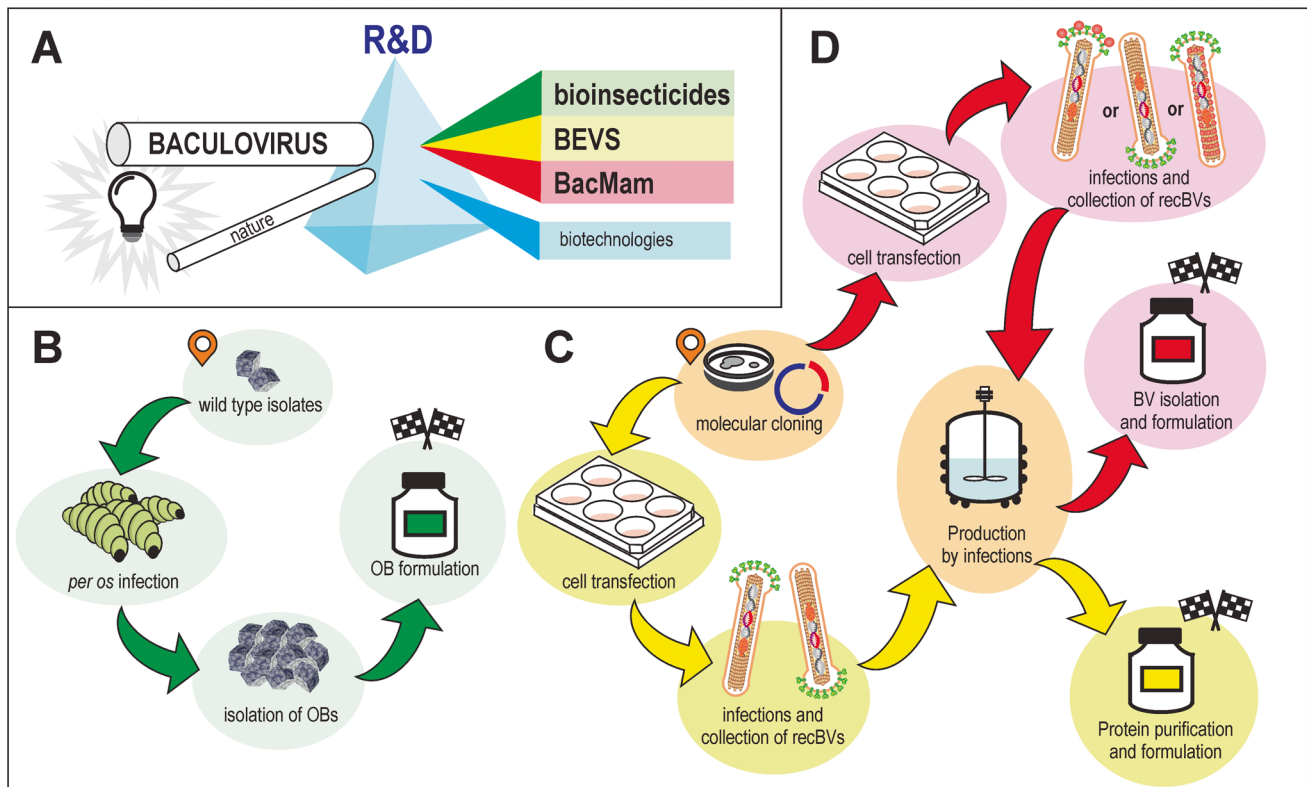 A
R&D
BACULOVIRUS
nature
bioinsecticides
BEVS
BacMam
biotechnologies
B
wild type isolates
per os infection
isolation of OBs
OB formulation
C
molecular cloning
cell transfection
infections and
collection of recBVs
Production
by infections
Protein purification
and formulation
D
cell transfection
or
or
infections and
collection of recBVs
BV isolation
and formulation